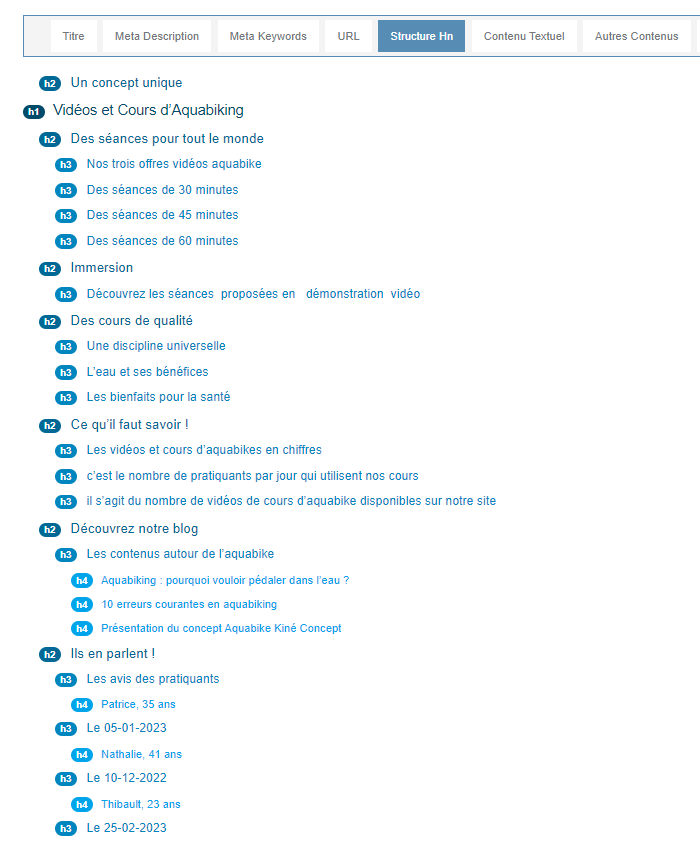 Titre Meta Description Meta Keywords URL Structure Hn Contenu Textuel Autres Contenus
h2 Un concept unique
h1 Vidéos et Cours d'Aquabiking
h2 Des séances pour tout le monde
h3 Nos trois offres vidéos aquabike
h3 Des séances de 30 minutes
h3 Des séances de 45 minutes
h3 Des séances de 60 minutes
h2 Immersion
h3 Découvrez les séances proposées en démonstration vidéo
h2 Des cours de qualité
h3 Une discipline universelle
h3 L'eau et ses bénéfices
h3 Les bienfaits pour la santé
h2 Ce qu'il faut savoir !
h3 Les vidéos et cours d'aquabikes en chiffres
h3 c'est le nombre de pratiquants par jour qui utilisent nos cours
h3 il s'agit du nombre de vidéos de cours d'aquabike disponibles sur notre site
h2 Découvrez notre blog
h3 Les contenus autour de l'aquabike
h4 Aquabiking : pourquoi vouloir pédaler dans l'eau ?
h4 10 erreurs courantes en aquabiking
h4 Présentation du concept Aquabike Kiné Concept
h2 Ils en parlent !
h3 Les avis des pratiquants
h4 Patrice, 35 ans
h3 Le 05-01-2023
h4 Nathalie, 41 ans
h3 Le 10-12-2022
h4 Thibault, 23 ans
h3 Le 25-02-2023